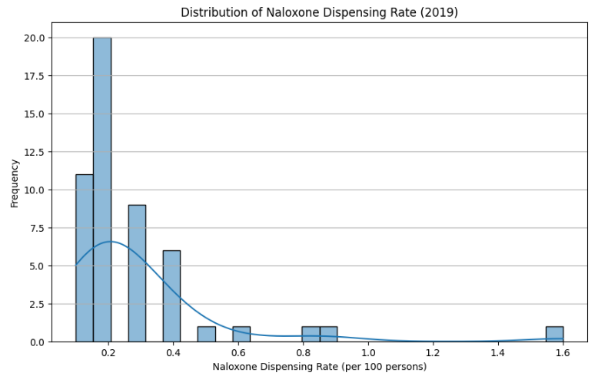 Distribution of Naloxone Dispensing Rate (2019)
20.0
17.5
15.0
12.5
10.0
7.5
5.0
2.5
0.0
Frequency
0.2 0.4 0.6 0.8 1.0 1.2 1.4 1.6
Naloxone Dispensing Rate (per 100 persons)